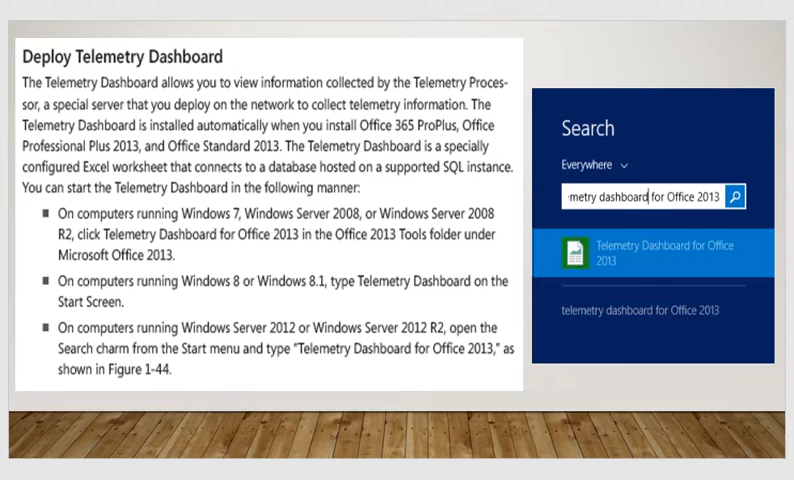 Deploy Telemetry Dashboard
The Telemetry Dashboard allows you to view information collected by the Telemetry Proces-
sor, a special server that you deploy on the network to collect telemetry information. The
Telemetry Dashboard is installed automatically when you install Office 365 ProPlus, Office
Professional Plus 2013, and Office Standard 2013. The Telemetry Dashboard is a specially
configured Excel worksheet that connects to a database hosted on a supported SQL instance.
You can start the Telemetry Dashboard in the following manner:
■ On computers running Windows 7, Windows Server 2008, or Windows Server 2008
R2, click Telemetry Dashboard for Office 2013 in the Office 2013 Tools folder under
Microsoft Office 2013.
■ On computers running Windows 8 or Windows 8.1, type Telemetry Dashboard on the
Start Screen.
■ On computers running Windows Server 2012 or Windows Server 2012 R2, open the
Search charm from the Start menu and type "Telemetry Dashboard for Office 2013," as
shown in Figure 1-44.
Search
Everywhere
metry dashboard for Office 2013
Telemetry Dashboard for Office
2013
telemetry dashboard for Office 2013